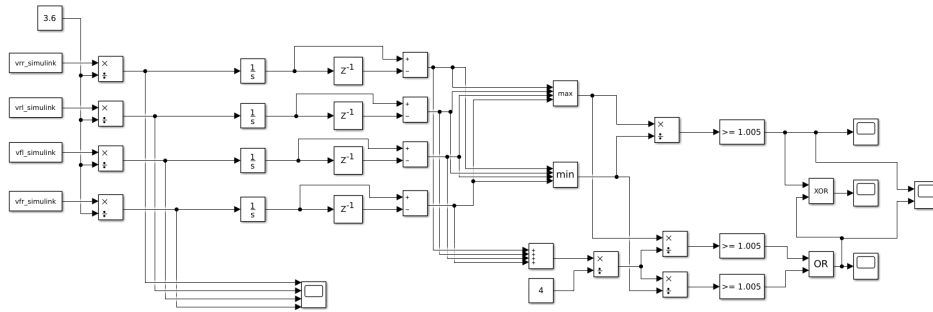 3.6
vrr_simulink
× ÷
1/s
Z-1
+ −
vrl_simulink
× ÷
1/s
Z-1
+ −
max
vfl_simulink
× ÷
1/s
Z-1
+ −
min
× ÷
>= 1.005
vfr_simulink
× ÷
1/s
Z-1
+ −
XOR
+ + + +
× ÷
4
× ÷
>= 1.005
× ÷
>= 1.005
OR